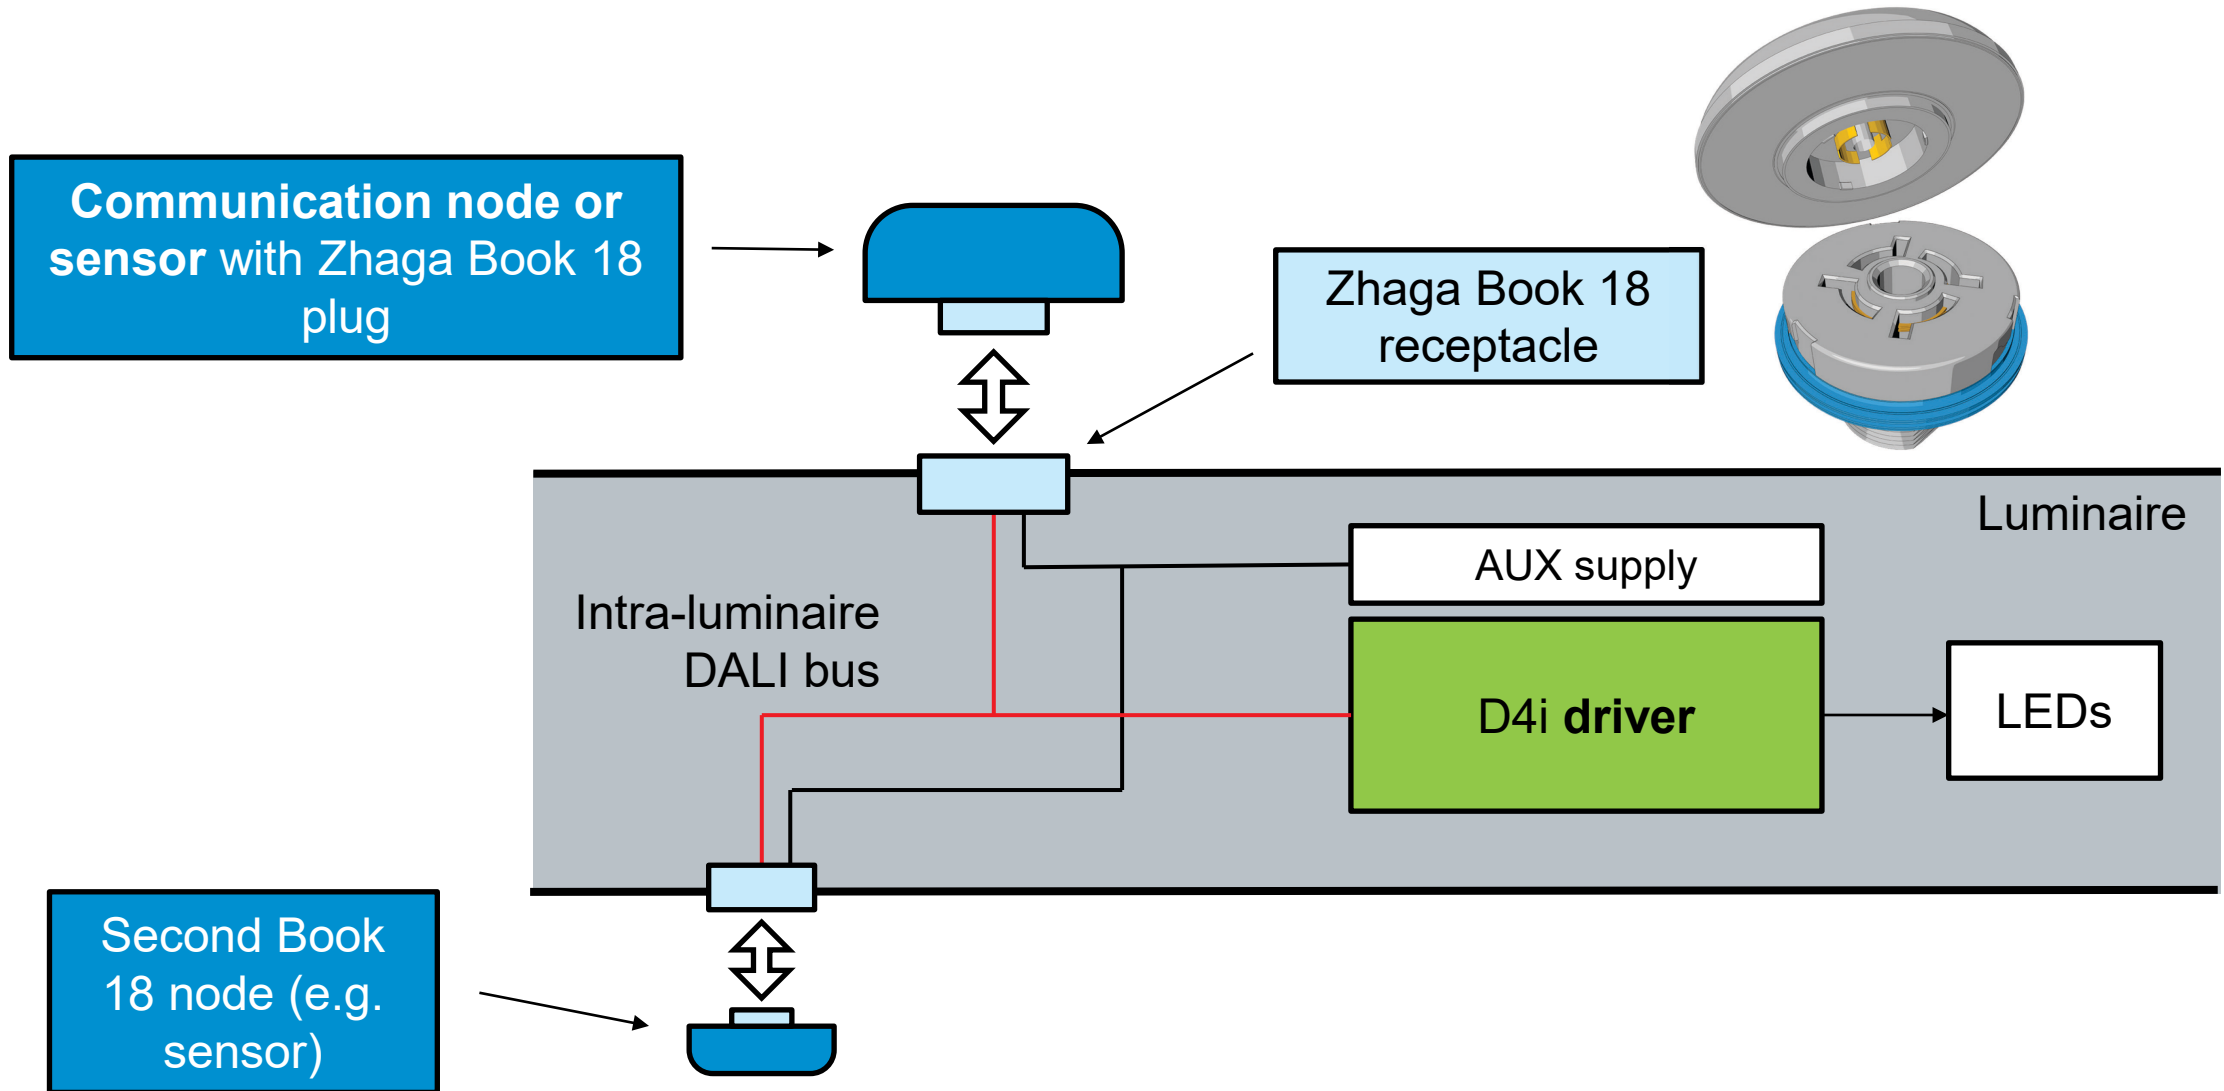 Communication node or
sensor with Zhaga Book 18
plug
Zhaga Book 18
receptacle
Luminaire
AUX supply
Intra-luminaire
DALI bus
D4i driver
LEDs
Second Book
18 node (e.g.
sensor)